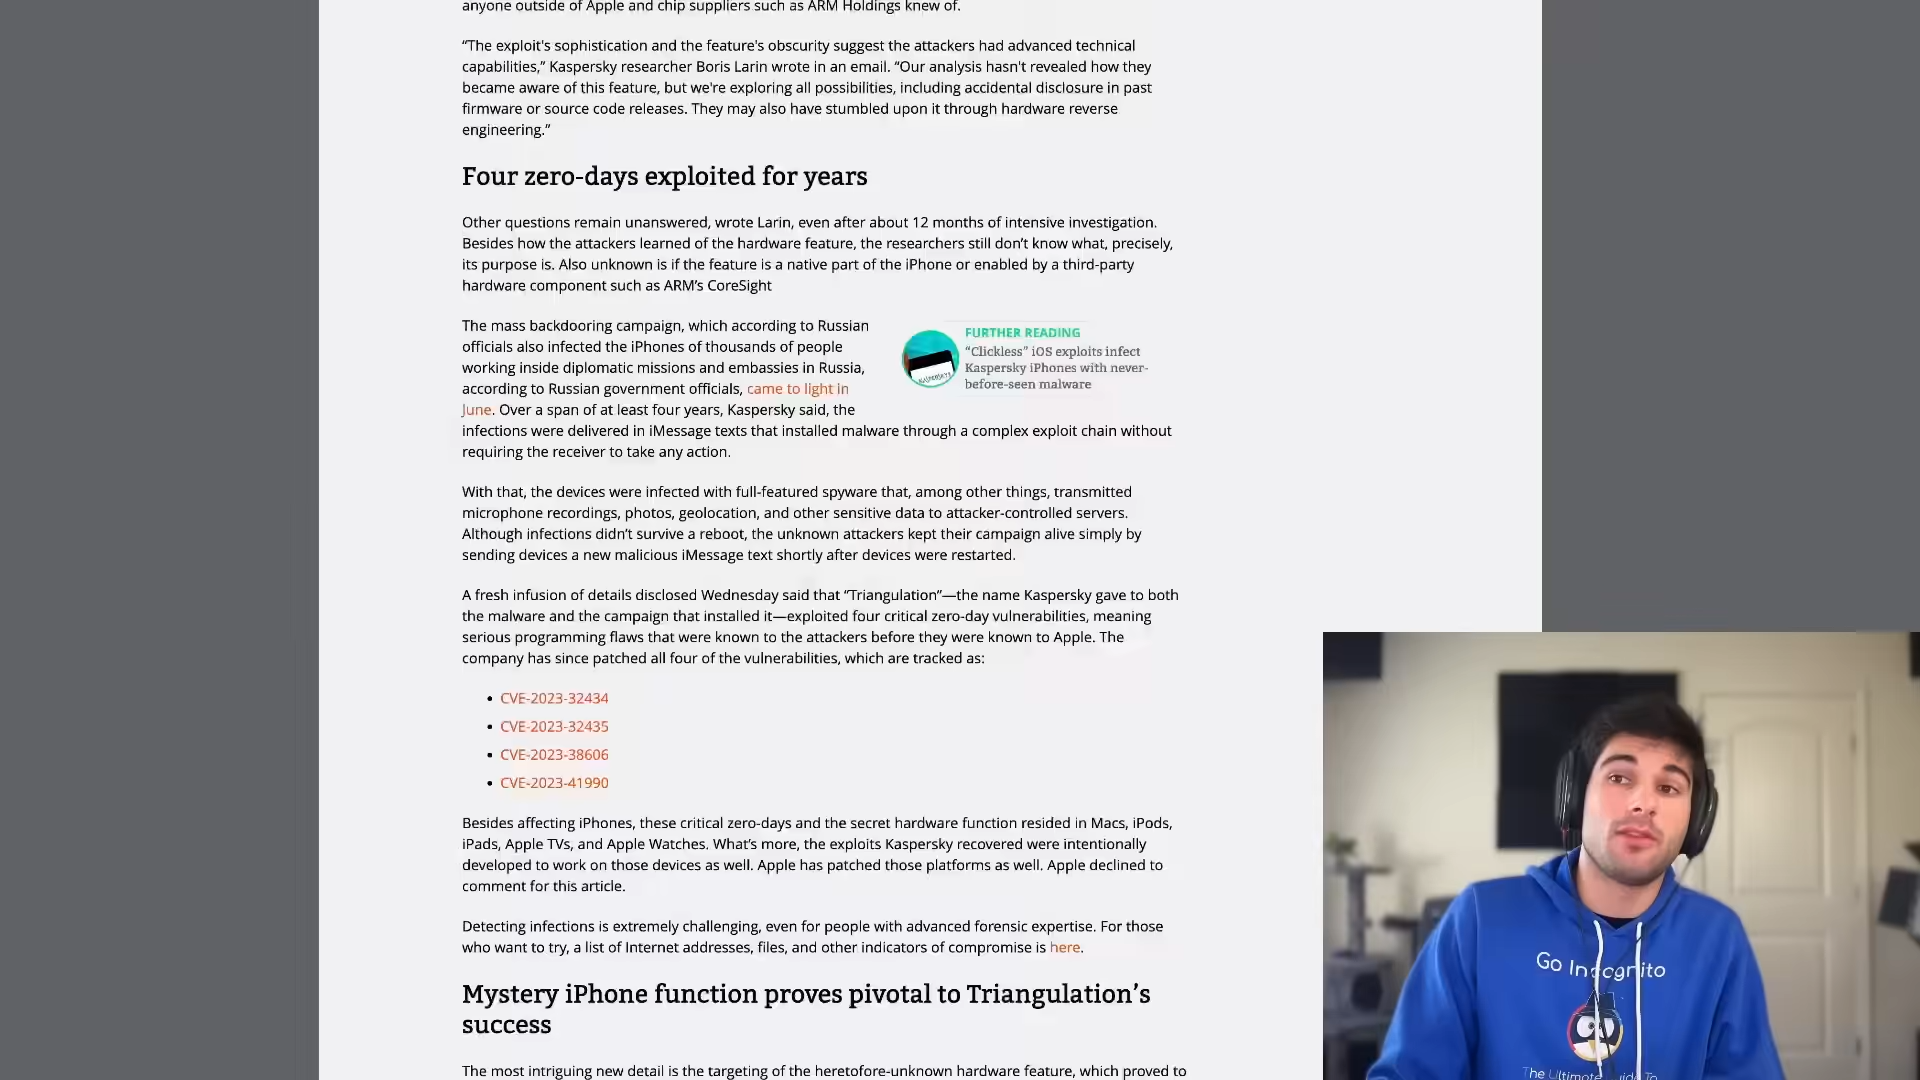 anyone outside of Apple and chip suppliers such as ARM Holdings knew of.
“The exploit's sophistication and the feature's obscurity suggest the attackers had advanced technical
capabilities,” Kaspersky researcher Boris Larin wrote in an email. “Our analysis hasn't revealed how they
became aware of this feature, but we're exploring all possibilities, including accidental disclosure in past
firmware or source code releases. They may also have stumbled upon it through hardware reverse
engineering.”
Four zero-days exploited for years
Other questions remain unanswered, wrote Larin, even after about 12 months of intensive investigation.
Besides how the attackers learned of the hardware feature, the researchers still don’t know what, precisely,
its purpose is. Also unknown is if the feature is a native part of the iPhone or enabled by a third-party
hardware component such as ARM’s CoreSight
The mass backdooring campaign, which according to Russian
officials also infected the iPhones of thousands of people
working inside diplomatic missions and embassies in Russia,
according to Russian government officials, came to light in
June. Over a span of at least four years, Kaspersky said, the
infections were delivered in iMessage texts that installed malware through a complex exploit chain without
requiring the receiver to take any action.
FURTHER READING
“Clickless” iOS exploits infect
Kaspersky iPhones with never-
before-seen malware
With that, the devices were infected with full-featured spyware that, among other things, transmitted
microphone recordings, photos, geolocation, and other sensitive data to attacker-controlled servers.
Although infections didn’t survive a reboot, the unknown attackers kept their campaign alive simply by
sending devices a new malicious iMessage text shortly after devices were restarted.
A fresh infusion of details disclosed Wednesday said that “Triangulation”—the name Kaspersky gave to both
the malware and the campaign that installed it—exploited four critical zero-day vulnerabilities, meaning
serious programming flaws that were known to the attackers before they were known to Apple. The
company has since patched all four of the vulnerabilities, which are tracked as:
• CVE-2023-32434
• CVE-2023-32435
• CVE-2023-38606
• CVE-2023-41990
Besides affecting iPhones, these critical zero-days and the secret hardware function resided in Macs, iPods,
iPads, Apple TVs, and Apple Watches. What’s more, the exploits Kaspersky recovered were intentionally
developed to work on those devices as well. Apple has patched those platforms as well. Apple declined to
comment for this article.
Detecting infections is extremely challenging, even for people with advanced forensic expertise. For those
who want to try, a list of Internet addresses, files, and other indicators of compromise is here.
Mystery iPhone function proves pivotal to Triangulation’s
success
The most intriguing new detail is the targeting of the heretofore-unknown hardware feature, which proved to
Go Incognito
The Ultimate Guide To